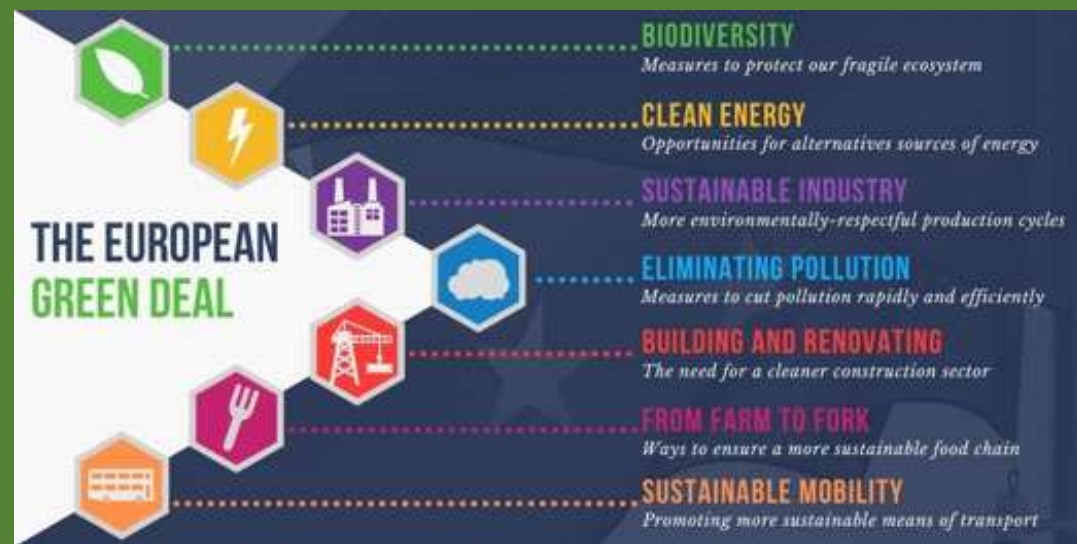 THE EUROPEAN
GREEN DEAL
BIODIVERSITY
Measures to protect our fragile ecosystem
CLEAN ENERGY
Opportunities for alternatives sources of energy
SUSTAINABLE INDUSTRY
More environmentally-respectful production cycles
ELIMINATING POLLUTION
Measures to cut pollution rapidly and efficiently
BUILDING AND RENOVATING
The need for a cleaner construction sector
FROM FARM TO FORK
Ways to ensure a more sustainable food chain
SUSTAINABLE MOBILITY
Promoting more sustainable means of transport